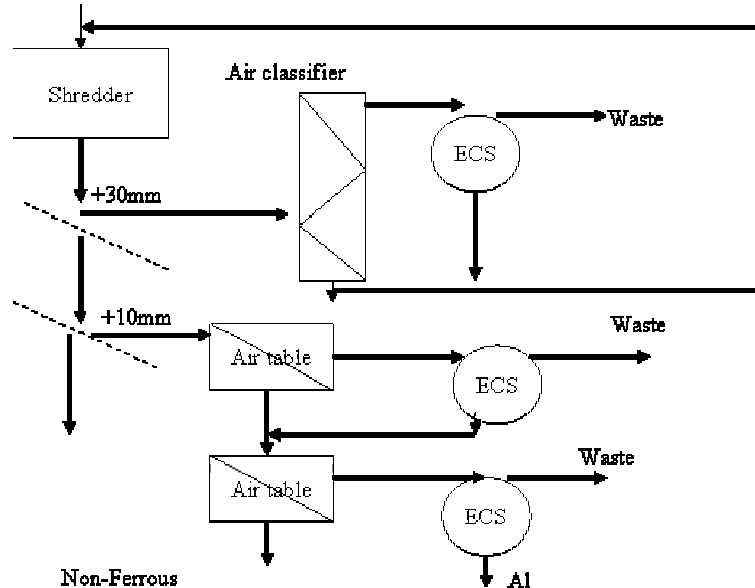 Air classifier
Shredder
Waste
ECS
+30mm
+10mm
Waste
Air table
ECS
Waste
Air table
ECS
Non-Ferrous
Al